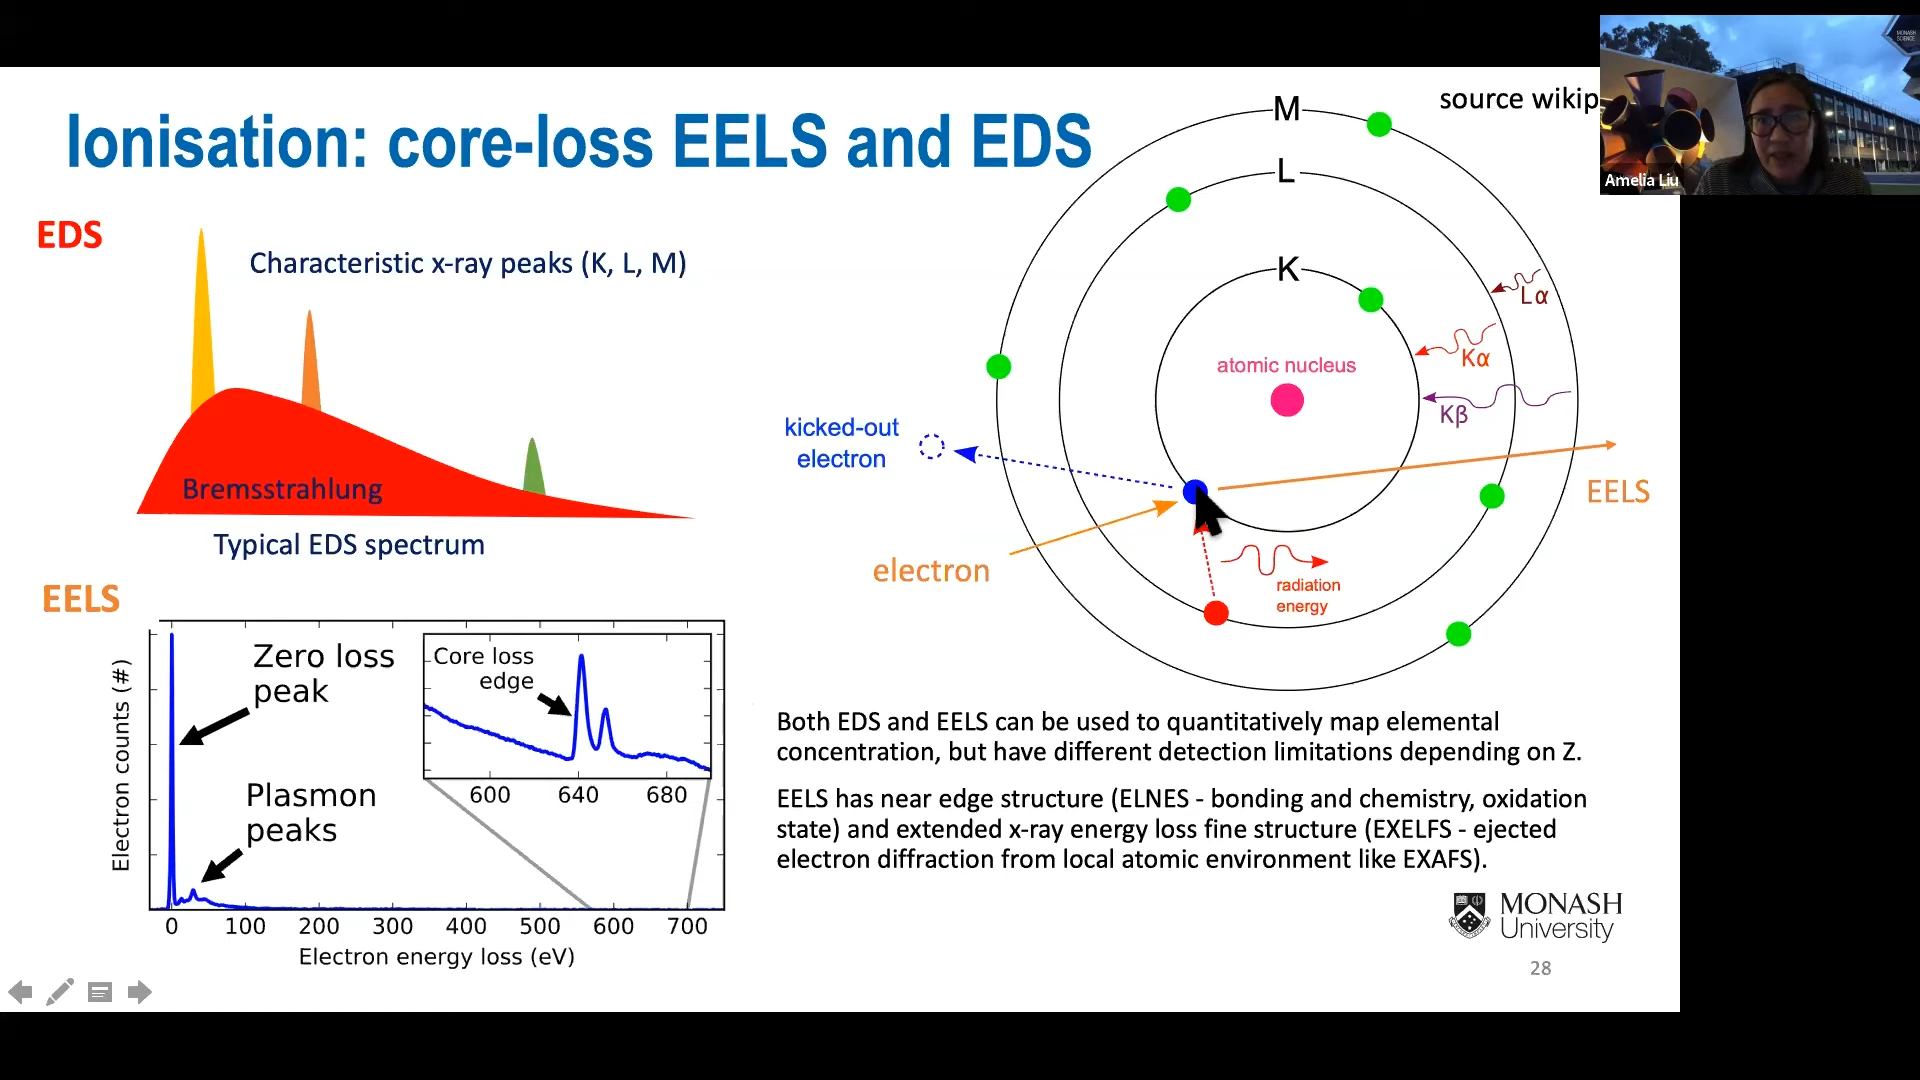 Ionisation: core-loss EELS and EDS
source wikip
MONASH
SCIENCE
Amelia Liu
EDS
Characteristic x-ray peaks (K, L, M)
Bremsstrahlung
Typical EDS spectrum
EELS
Zero loss
peak
Plasmon
peaks
Core loss
edge
600 640 680
Electron counts (#)
0 100 200 300 400 500 600 700
Electron energy loss (eV)
M
L
K
Lα
Kα
Kβ
atomic nucleus
kicked-out
electron
electron
EELS
radiation
energy
Both EDS and EELS can be used to quantitatively map elemental
concentration, but have different detection limitations depending on Z.
EELS has near edge structure (ELNES - bonding and chemistry, oxidation
state) and extended x-ray energy loss fine structure (EXELFS - ejected
electron diffraction from local atomic environment like EXAFS).
MONASH
University
28